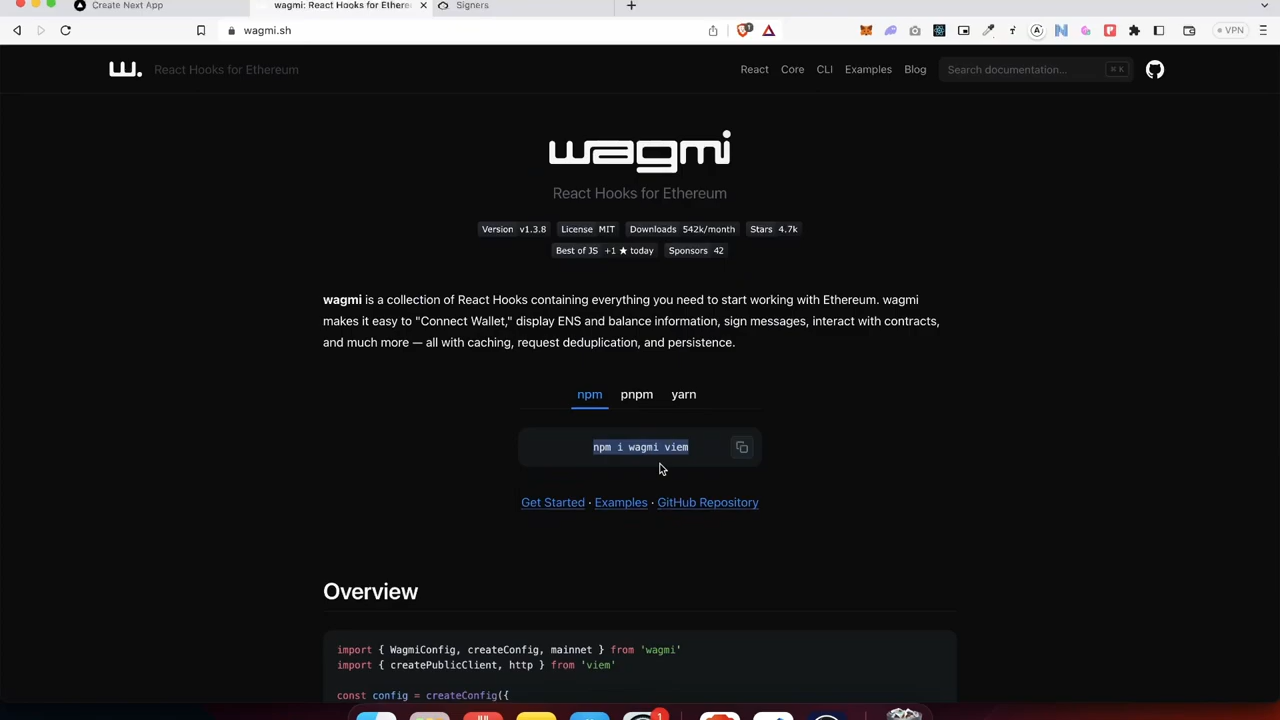 Create Next App
wagmi: React Hooks for Ethere
Signers
wagmi.sh
1
VPN
W.
React Hooks for Ethereum
React
Core
CLI
Examples
Blog
Search documentation...
⌘ K
wagmi
React Hooks for Ethereum
Version v1.3.8
License MIT
Downloads 542k/month
Stars 4.7k
Best of JS +1 ★ today
Sponsors 42
wagmi is a collection of React Hooks containing everything you need to start working with Ethereum. wagmi
makes it easy to "Connect Wallet," display ENS and balance information, sign messages, interact with contracts,
and much more — all with caching, request deduplication, and persistence.
npm
pnpm
yarn
npm i wagmi viem
Get Started · Examples · GitHub Repository
Overview
import { WagmiConfig, createConfig, mainnet } from 'wagmi'
import { createPublicClient, http } from 'viem'
const config = createConfig({
1